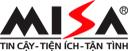 MISA®
TIN CẬY-TIỆN ÍCH-TẬN TÌNH